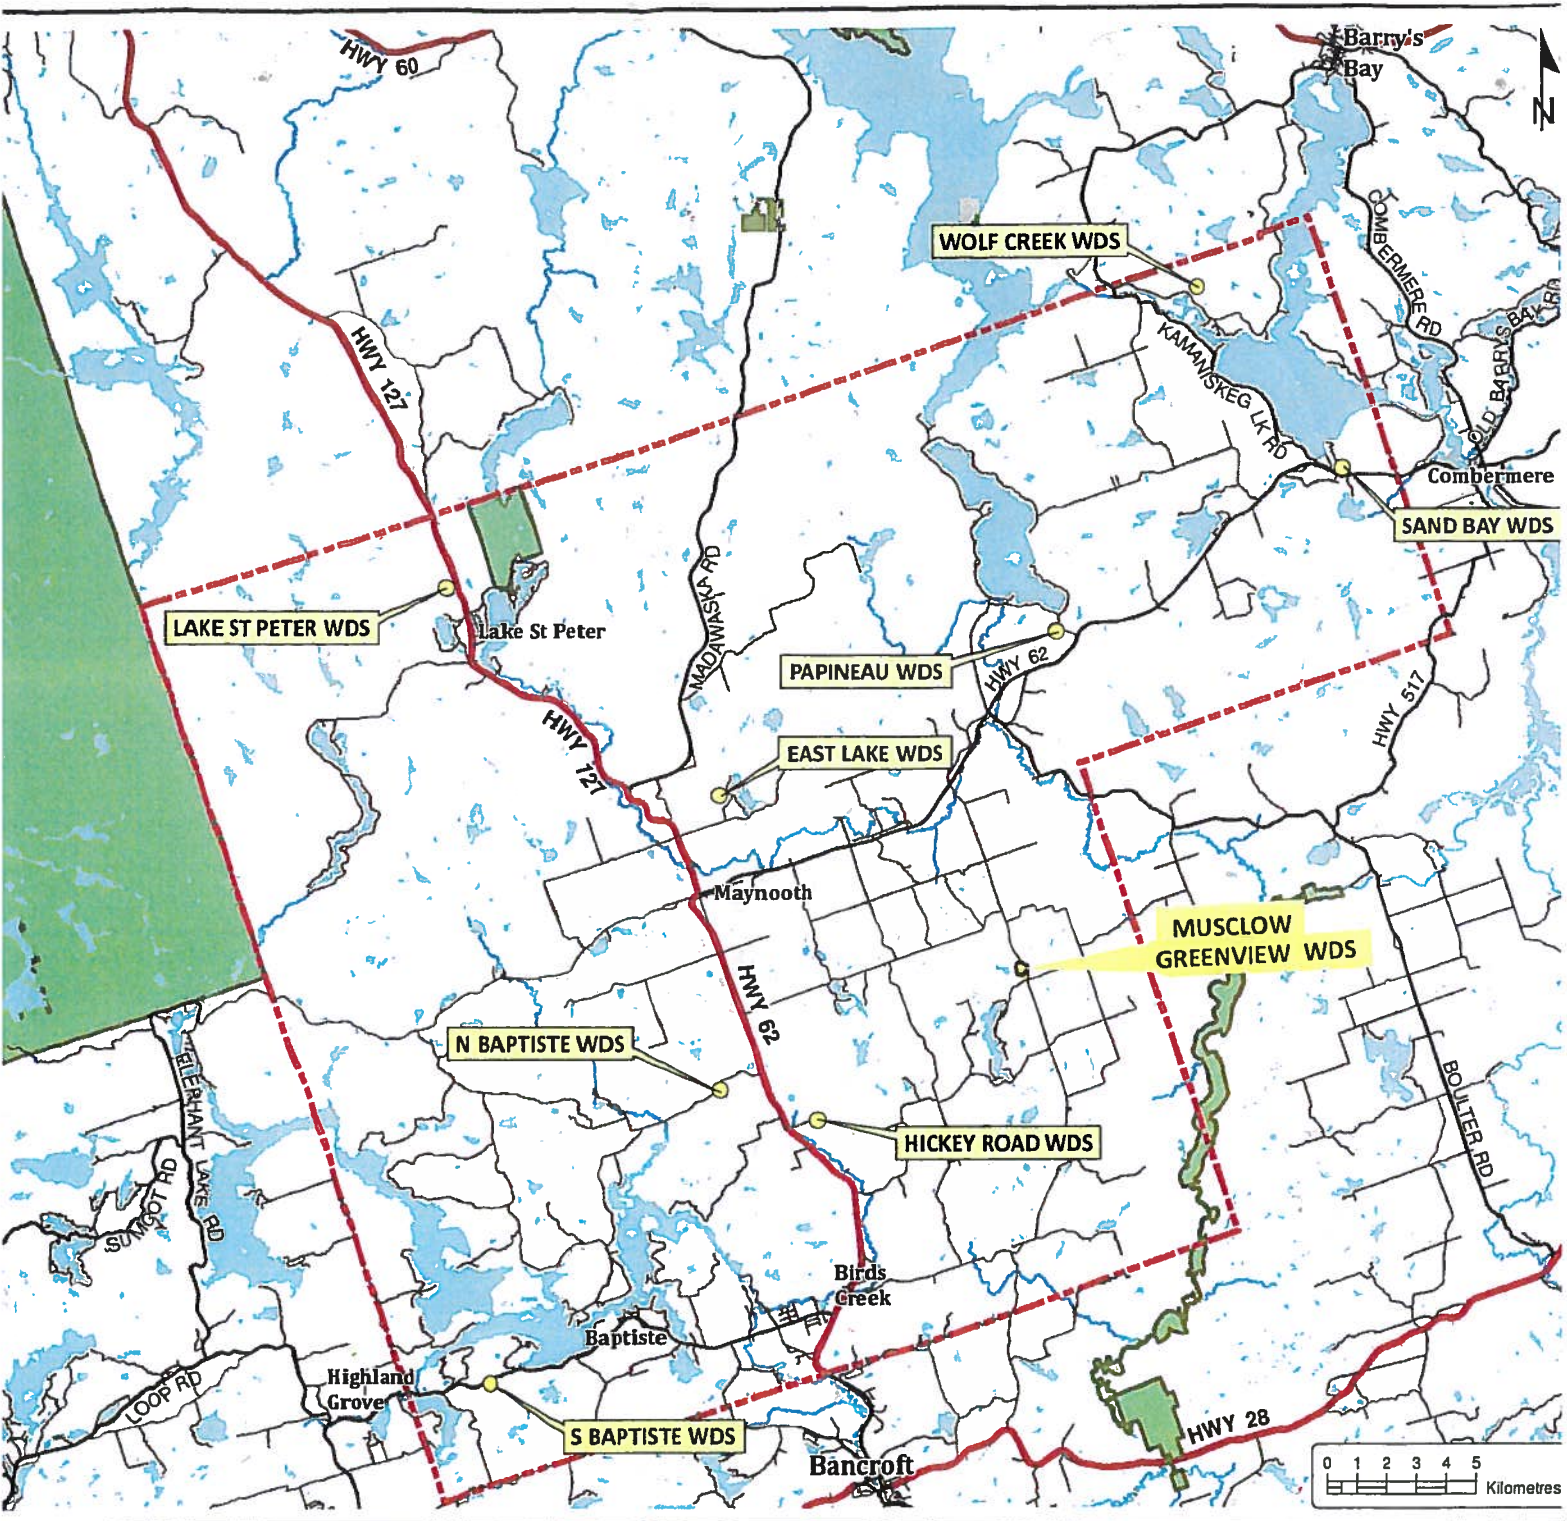 HWY 60
Barry's
Bay
N
WOLF CREEK WDS
COMBERMERE RD
OLD BARRYS BAY RD
HWY 127
KAMANISKEG LK RD
Combermere
SAND BAY WDS
MADAWASKA RD
LAKE ST PETER WDS
Lake St Peter
PAPINEAU WDS
HWY 62
HWY 517
HWY 127
EAST LAKE WDS
Maynooth
MUSCLOW
GREENVIEW WDS
HWY 62
N BAPTISTE WDS
ELEPHANT LAKE RD
HICKEY ROAD WDS
BOULTER RD
SUMCOT RD
Birds
Creek
Baptiste
Highland
Grove
LOOP RD
S BAPTISTE WDS
HWY 28
Bancroft
0 1 2 3 4 5
Kilometres